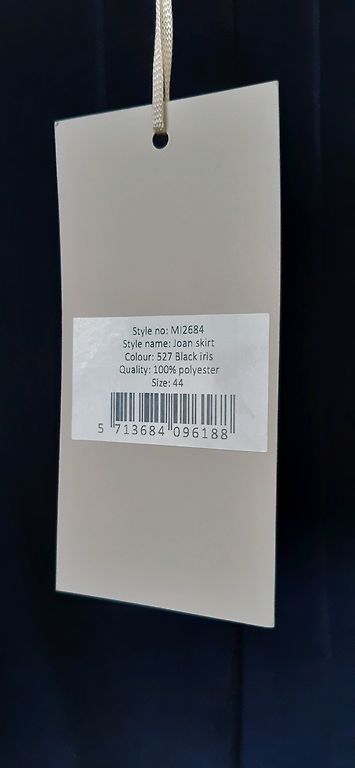 Style no: MI2684
Style name: Joan skirt
Colour: 527 Black iris
Quality: 100% polyester
Size: 44
5 713684 096188